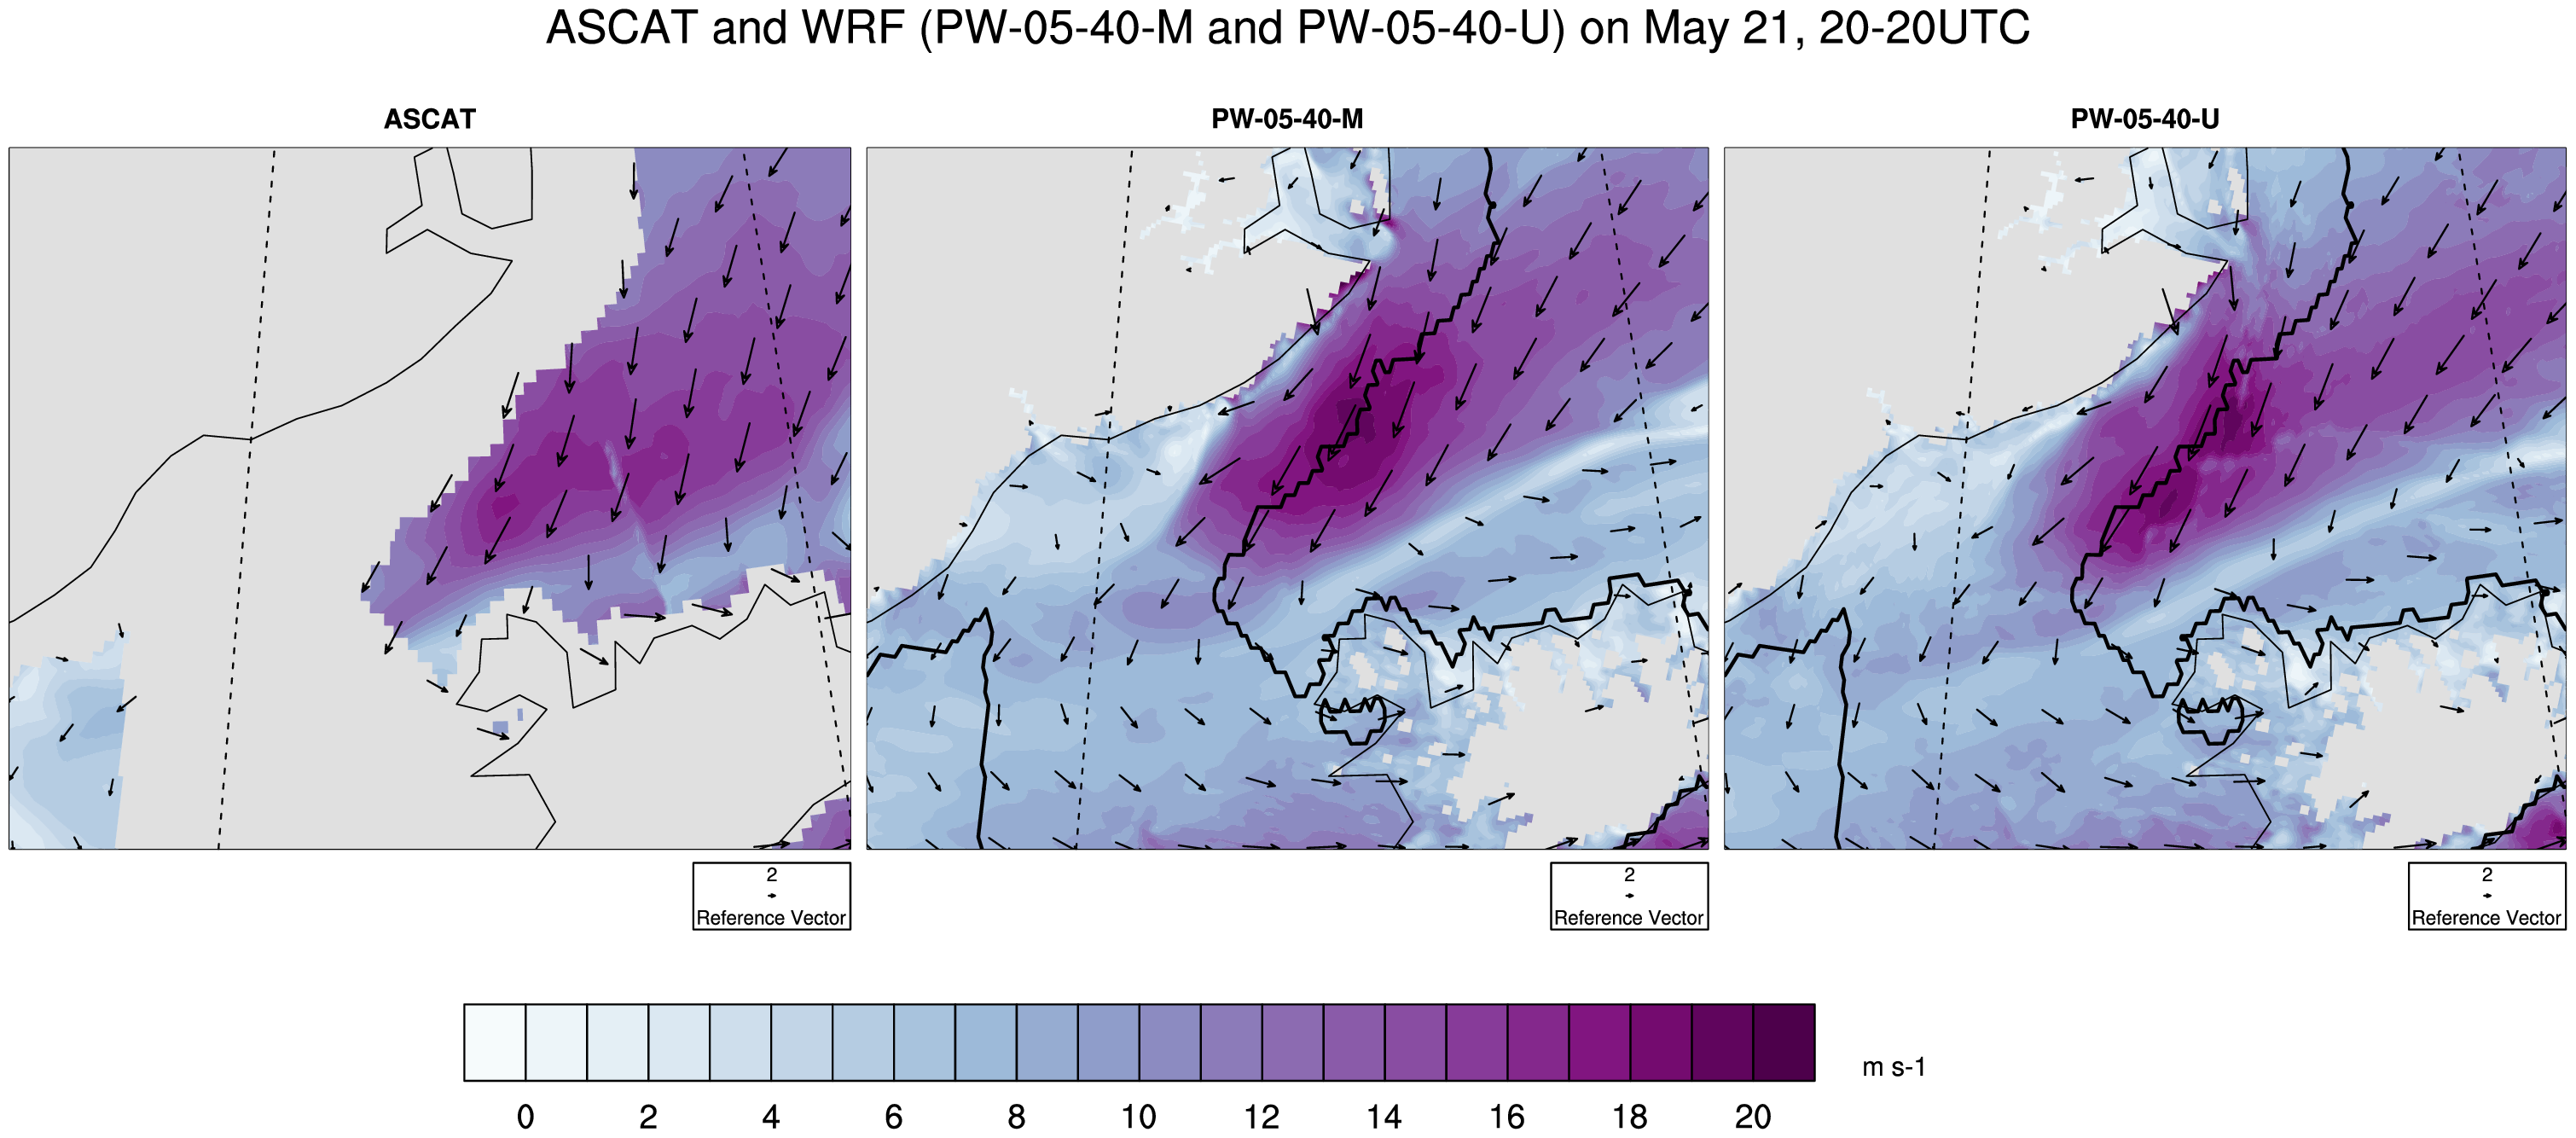 ASCAT and WRF (PW-05-40-M and PW-05-40-U) on May 21, 20-20UTC
ASCAT
PW-05-40-M
PW-05-40-U
2
Reference Vector
2
Reference Vector
2
Reference Vector
m s-1
0 2 4 6 8 10 12 14 16 18 20